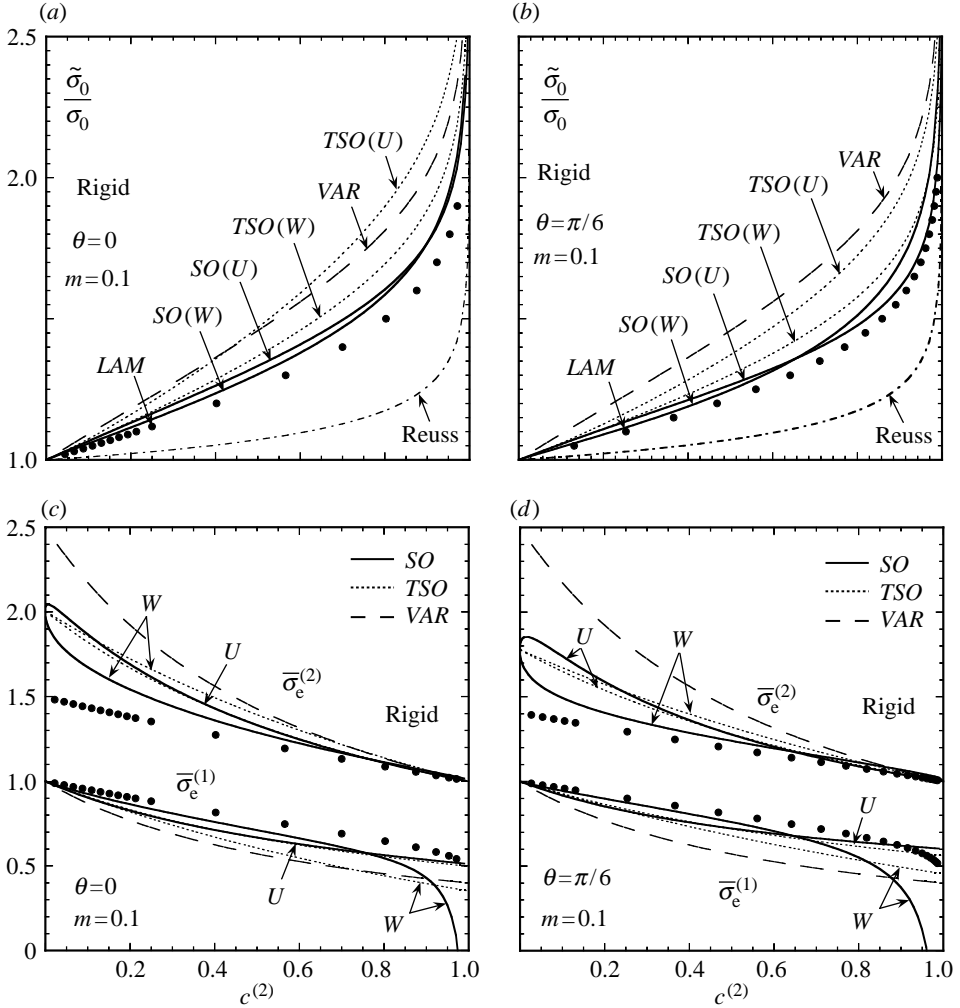 (a)
2.5
2.0
1.0
σ̃₀
σ₀
Rigid
θ=0
m=0.1
TSO(U)
VAR
TSO(W)
SO(U)
SO(W)
LAM
Reuss
(b)
σ̃₀
σ₀
Rigid
θ=π/6
m=0.1
VAR
TSO(U)
TSO(W)
SO(U)
SO(W)
LAM
Reuss
(c)
2.5
2.0
1.5
1.0
0.5
0
SO
TSO
VAR
W
U
σ̅ₑ⁽²⁾
Rigid
σ̅ₑ⁽¹⁾
U
W
θ=0
m=0.1
0.2 0.4 0.6 0.8 1.0
c⁽²⁾
(d)
SO
TSO
VAR
U
W
σ̅ₑ⁽²⁾
Rigid
U
σ̅ₑ⁽¹⁾
W
θ=π/6
m=0.1
0.2 0.4 0.6 0.8 1.0
c⁽²⁾